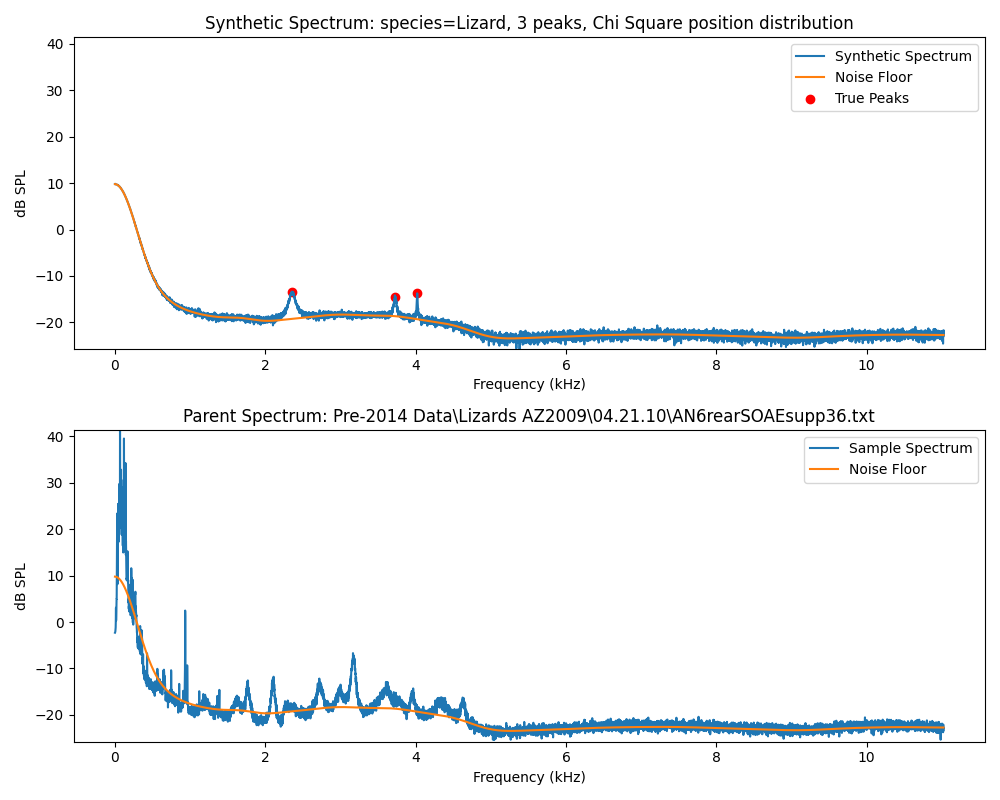 Synthetic Spectrum: species=Lizard, 3 peaks, Chi Square position distribution
40
30
20
10
0
−10
−20
dB SPL
Synthetic Spectrum
Noise Floor
True Peaks
0 2 4 6 8 10
Frequency (kHz)
Parent Spectrum: Pre-2014 Data\Lizards AZ2009\04.21.10\AN6rearSOAEsupp36.txt
40
30
20
10
0
−10
−20
dB SPL
Sample Spectrum
Noise Floor
0 2 4 6 8 10
Frequency (kHz)